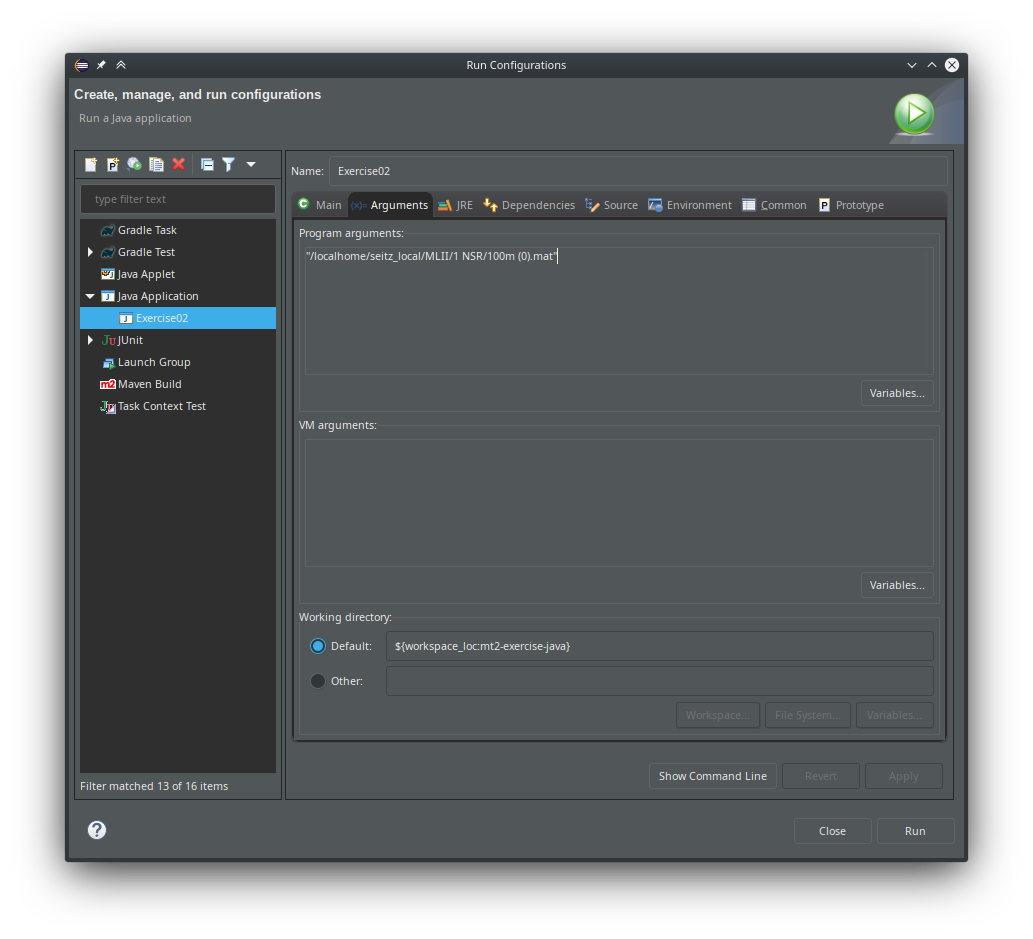 Run Configurations
Create, manage, and run configurations
Run a Java application
type filter text
Gradle Task
Gradle Test
Java Applet
Java Application
Exercise02
JUnit
Launch Group
Maven Build
Task Context Test
Filter matched 13 of 16 items
Name: Exercise02
Main Arguments JRE Dependencies Source Environment Common Prototype
Program arguments:
"/localhome/seitz_local/MLII/1 NSR/100m (0).mat"
Variables...
VM arguments:
Variables...
Working directory:
Default: ${workspace_loc:mt2-exercise-java}
Other:
Workspace... File System... Variables...
Show Command Line Revert Apply
Close Run